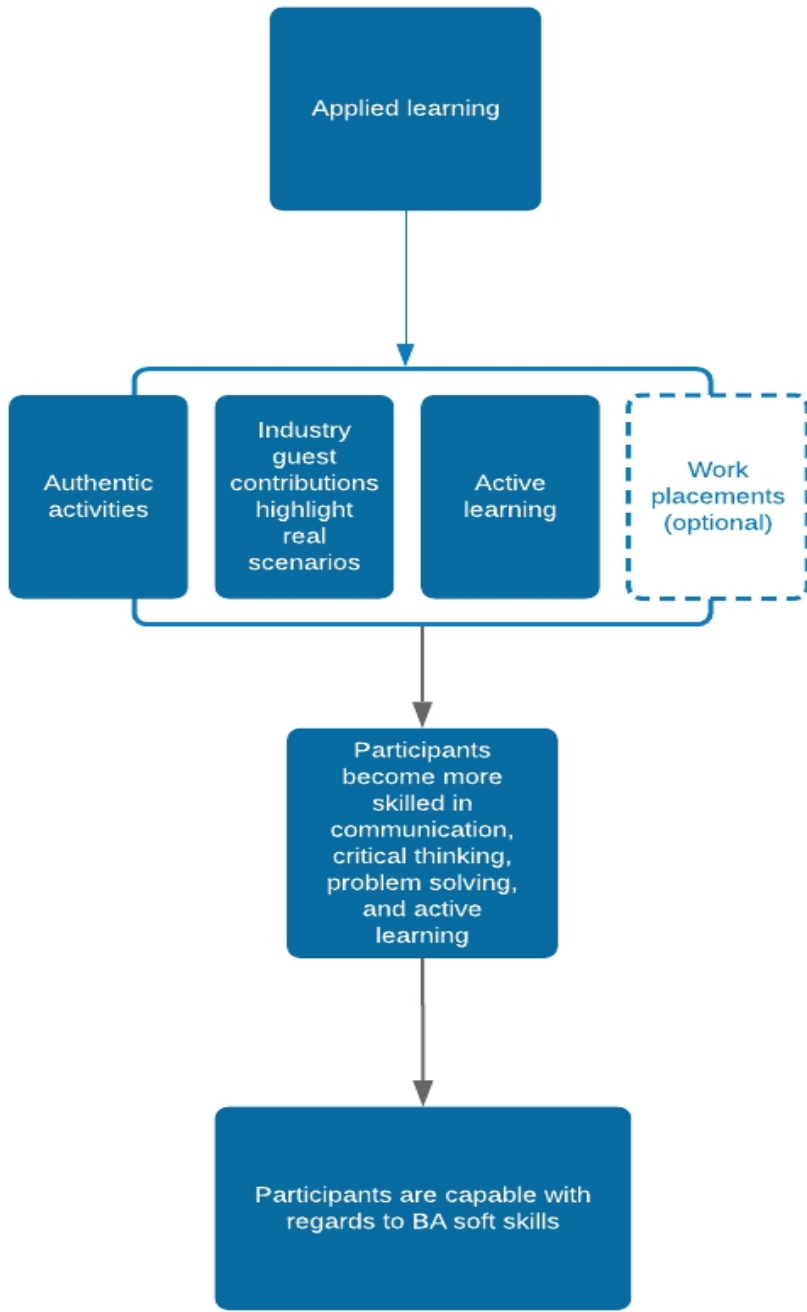 Applied learning
Authentic
activities
Industry
guest
contributions
highlight
real
scenarios
Active
learning
Work
placements
(optional)
Participants
become more
skilled in
communication,
critical thinking,
problem solving,
and active
learning
Participants are capable with
regards to BA soft skills